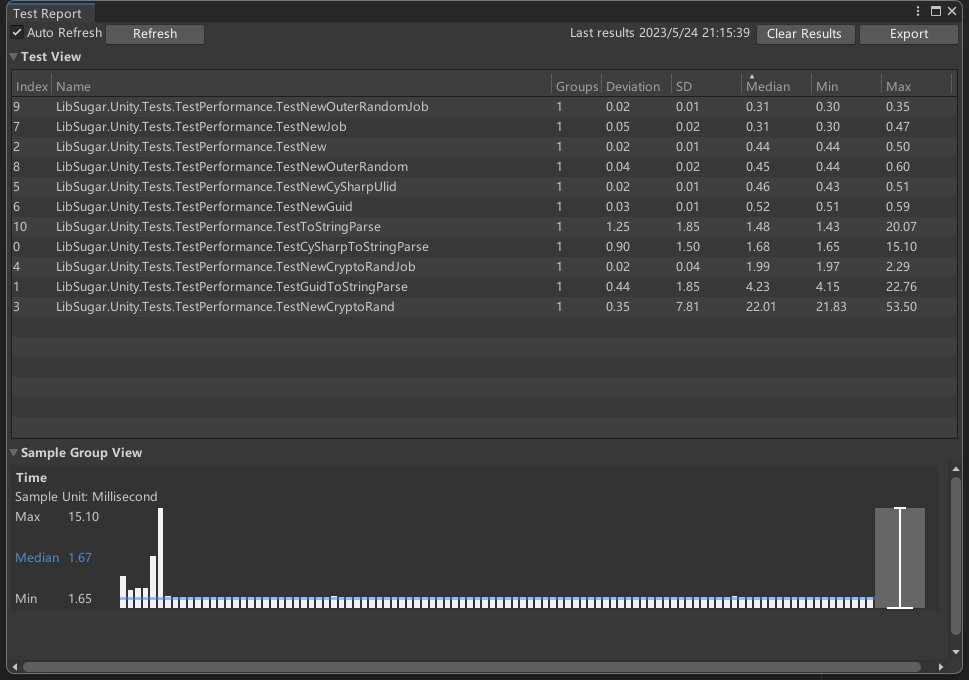 Test Report
Auto Refresh Refresh Last results 2023/5/24 21:15:39 Clear Results Export
Test View
Index Name Groups Deviation SD Median Min Max
9 LibSugar.Unity.Tests.TestPerformance.TestNewOuterRandomJob 1 0.02 0.01 0.31 0.30 0.35
7 LibSugar.Unity.Tests.TestPerformance.TestNewJob 1 0.05 0.02 0.31 0.30 0.47
2 LibSugar.Unity.Tests.TestPerformance.TestNew 1 0.02 0.01 0.44 0.44 0.50
8 LibSugar.Unity.Tests.TestPerformance.TestNewOuterRandom 1 0.04 0.02 0.45 0.44 0.60
5 LibSugar.Unity.Tests.TestPerformance.TestNewCySharpUlid 1 0.02 0.01 0.46 0.43 0.51
6 LibSugar.Unity.Tests.TestPerformance.TestNewGuid 1 0.03 0.01 0.52 0.51 0.59
10 LibSugar.Unity.Tests.TestPerformance.TestToStringParse 1 1.25 1.85 1.48 1.43 20.07
0 LibSugar.Unity.Tests.TestPerformance.TestCySharpToStringParse 1 0.90 1.50 1.68 1.65 15.10
4 LibSugar.Unity.Tests.TestPerformance.TestNewCryptoRandJob 1 0.02 0.04 1.99 1.97 2.29
1 LibSugar.Unity.Tests.TestPerformance.TestGuidToStringParse 1 0.44 1.85 4.23 4.15 22.76
3 LibSugar.Unity.Tests.TestPerformance.TestNewCryptoRand 1 0.35 7.81 22.01 21.83 53.50
Sample Group View
Time
Sample Unit: Millisecond
Max 15.10
Median 1.67
Min 1.65